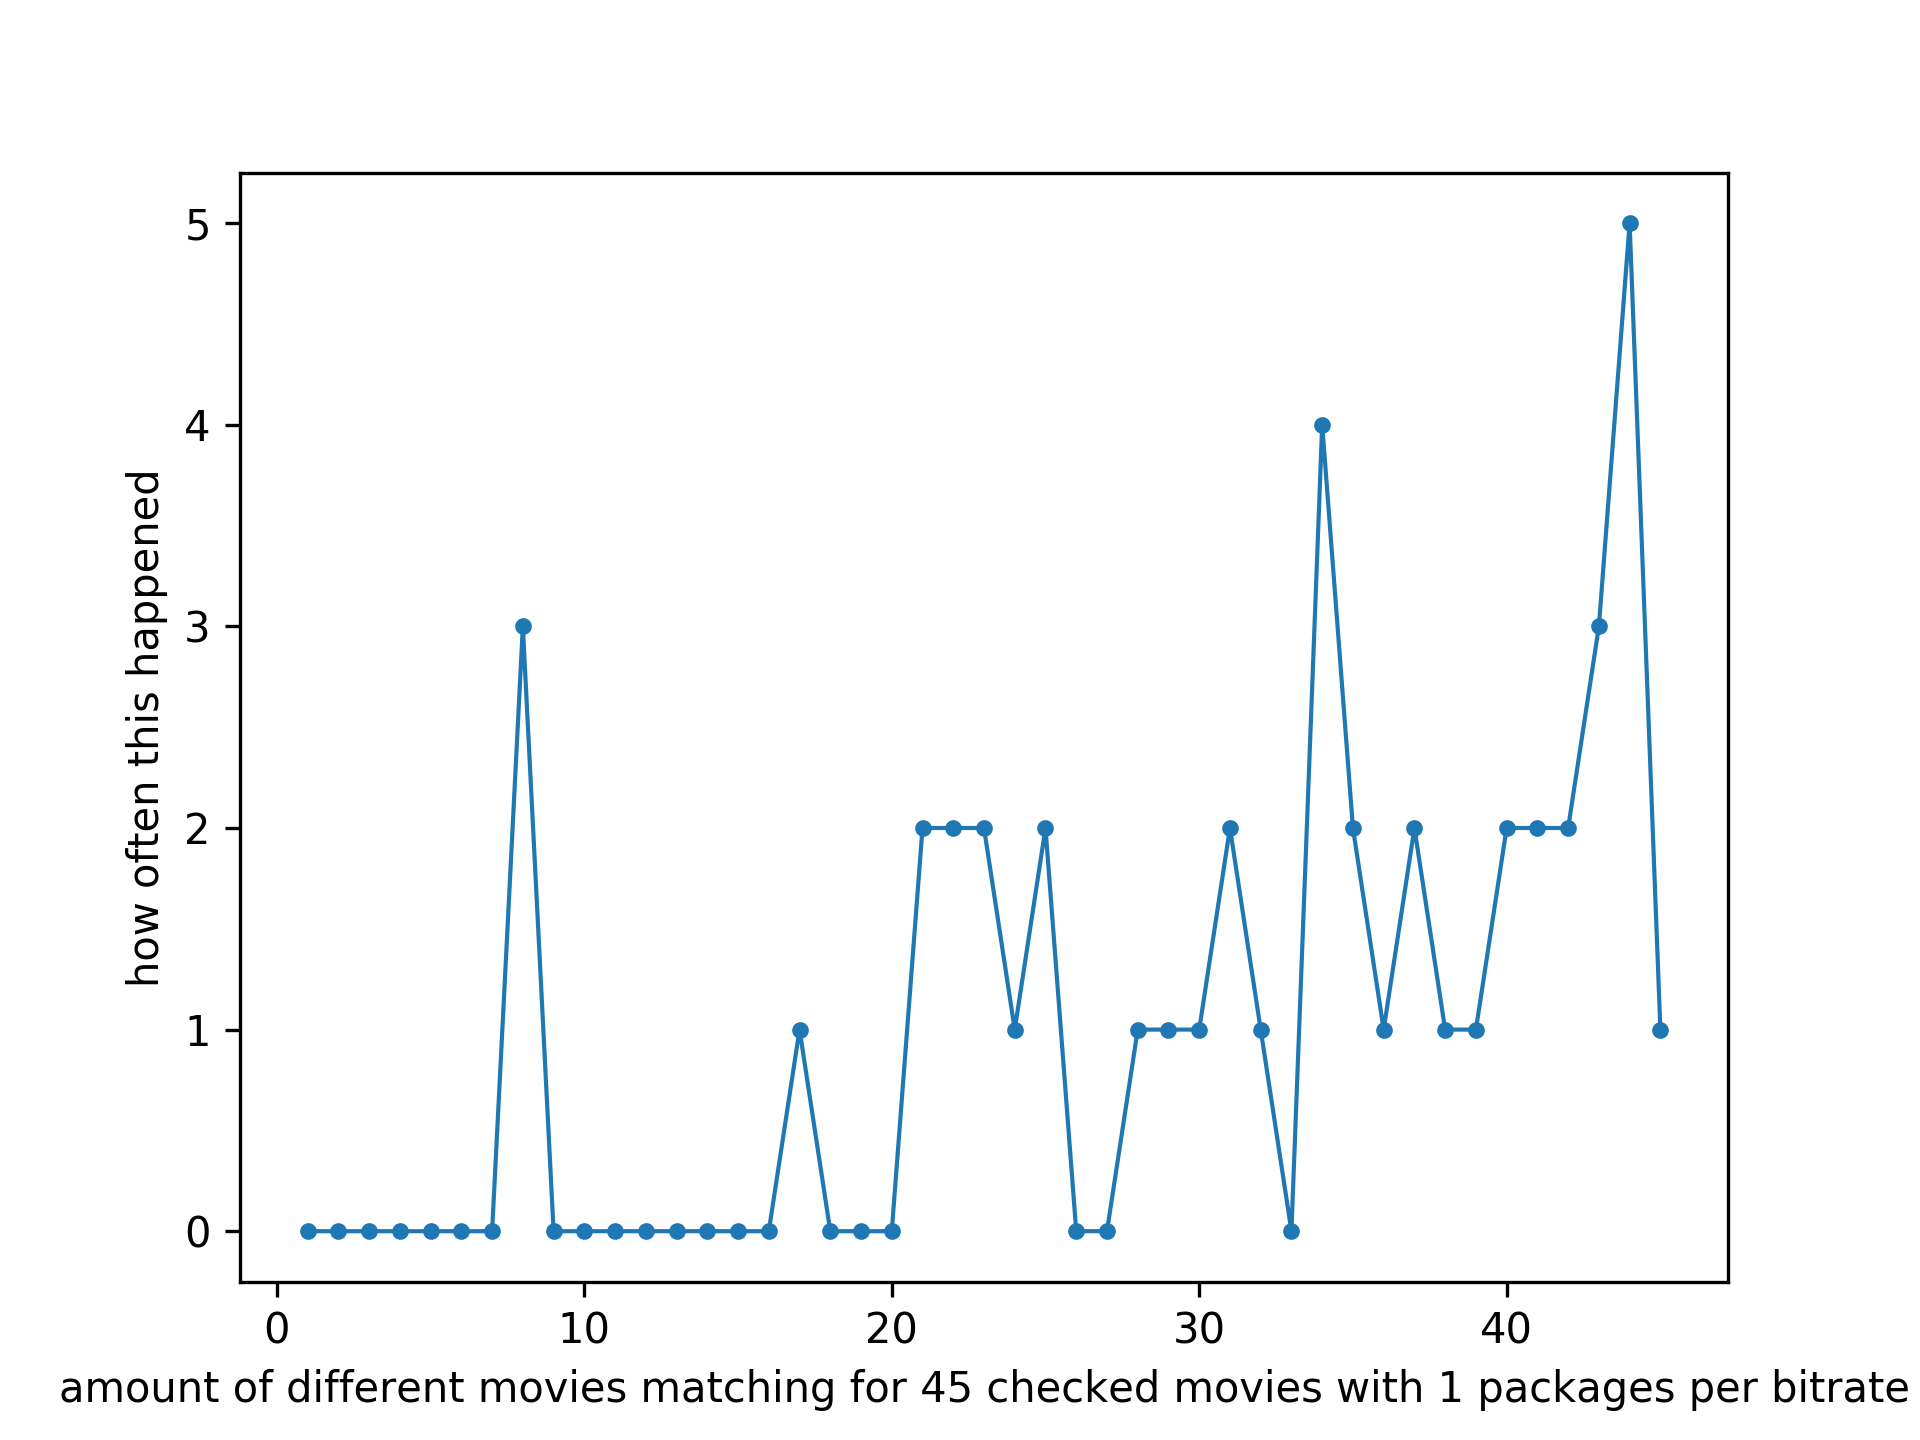 5
4
3
2
1
0
how often this happened
0 10 20 30 40
amount of different movies matching for 45 checked movies with 1 packages per bitrate